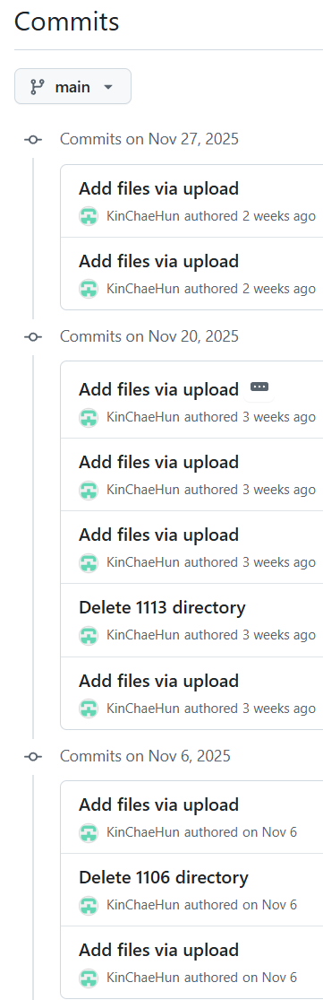 Commits
main
Commits on Nov 27, 2025
Add files via upload
KinChaeHun authored 2 weeks ago
Add files via upload
KinChaeHun authored 2 weeks ago
Commits on Nov 20, 2025
Add files via upload
KinChaeHun authored 3 weeks ago
Add files via upload
KinChaeHun authored 3 weeks ago
Add files via upload
KinChaeHun authored 3 weeks ago
Delete 1113 directory
KinChaeHun authored 3 weeks ago
Add files via upload
KinChaeHun authored 3 weeks ago
Commits on Nov 6, 2025
Add files via upload
KinChaeHun authored on Nov 6
Delete 1106 directory
KinChaeHun authored on Nov 6
Add files via upload
KinChaeHun authored on Nov 6